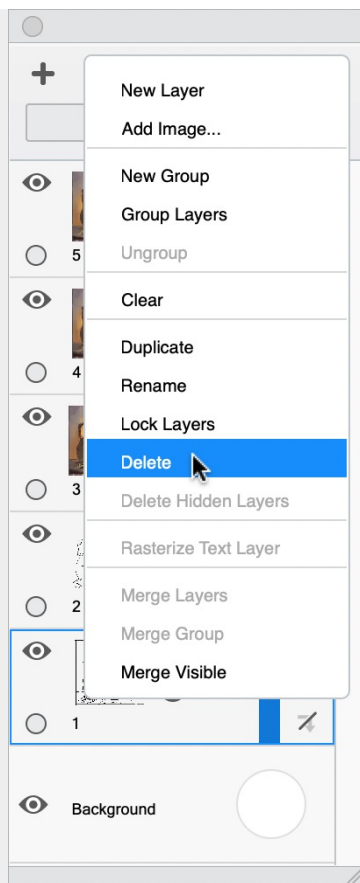 New Layer
Add Image...
New Group
Group Layers
Ungroup
Clear
Duplicate
Rename
Lock Layers
Delete
Delete Hidden Layers
Rasterize Text Layer
Merge Layers
Merge Group
Merge Visible
5
4
3
2
1
Background